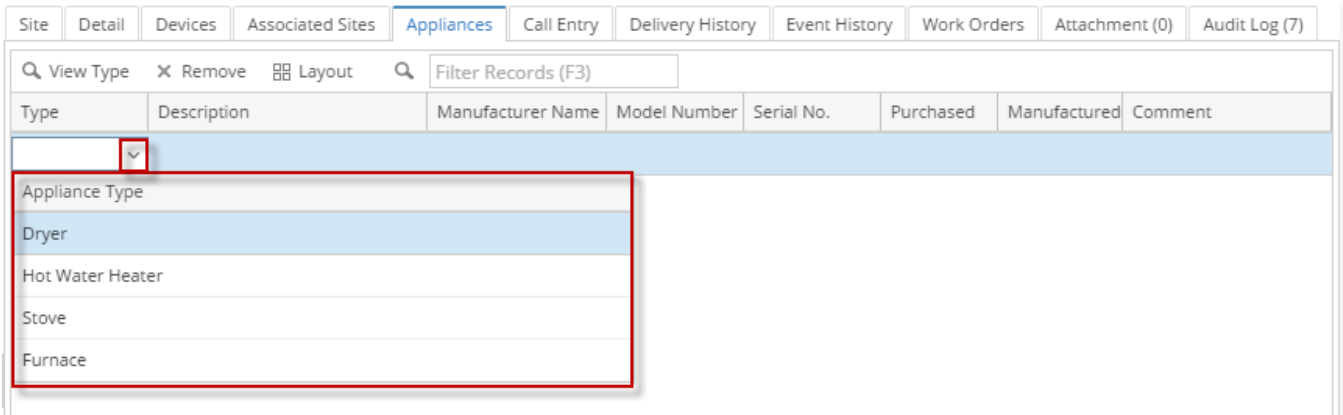 Site Detail Devices Associated Sites Appliances Call Entry Delivery History Event History Work Orders Attachment (0) Audit Log (7)
View Type Remove Layout Filter Records (F3)
Type Description Manufacturer Name Model Number Serial No. Purchased Manufactured Comment
Appliance Type
Dryer
Hot Water Heater
Stove
Furnace